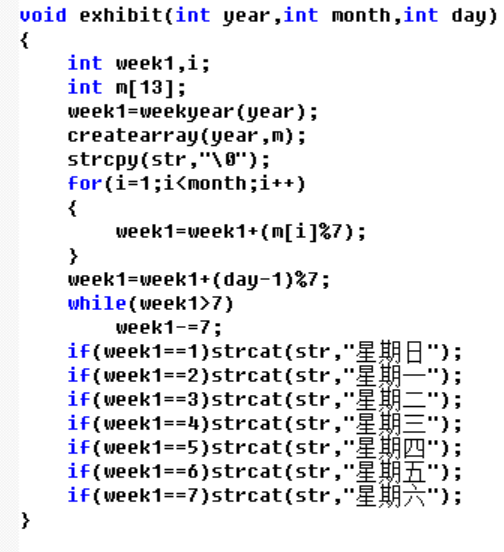 void exhibit(int year,int month,int day)
{
int week1,i;
int m[13];
week1=weekyear(year);
createarray(year,m);
strcpy(str,"\0");
for(i=1;i<month;i++)
{
week1=week1+(m[i]%7);
}
week1=week1+(day-1)%7;
while(week1>7)
week1-=7;
if(week1==1)strcat(str,"星期日");
if(week1==2)strcat(str,"星期一");
if(week1==3)strcat(str,"星期二");
if(week1==4)strcat(str,"星期三");
if(week1==5)strcat(str,"星期四");
if(week1==6)strcat(str,"星期五");
if(week1==7)strcat(str,"星期六");
}